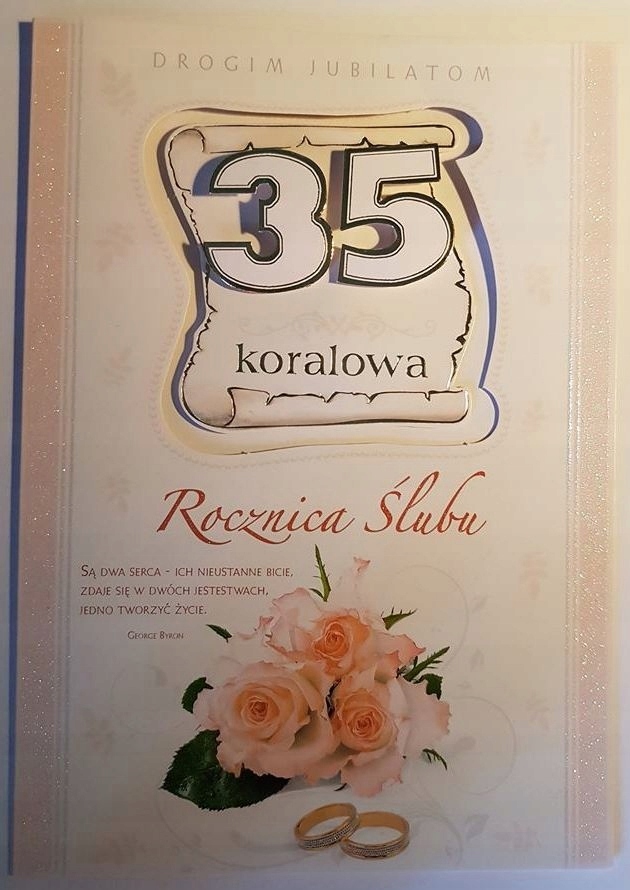 DROGIM JUBILATOM
35
koralowa
Rocznica Ślubu
SĄ DWA SERCA - ICH NIEUSTANNE BICIE,
ZDAJE SIĘ W DWÓCH JESTESTWACH,
JEDNO TWORZYĆ ŻYCIE.
GEORGE BYRON